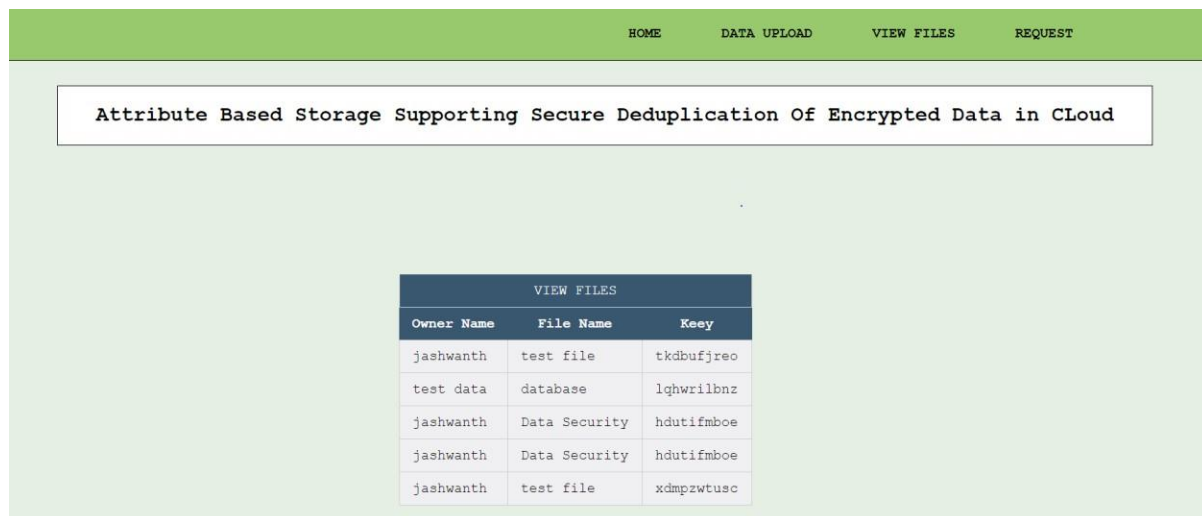 HOME DATA UPLOAD VIEW FILES REQUEST
Attribute Based Storage Supporting Secure Deduplication Of Encrypted Data in CLoud
VIEW FILES
Owner Name File Name Keey
jashwanth test file tkdbufjreo
test data database lqhwrilbnz
jashwanth Data Security hdutifmboe
jashwanth Data Security hdutifmboe
jashwanth test file xdmpzwtusc